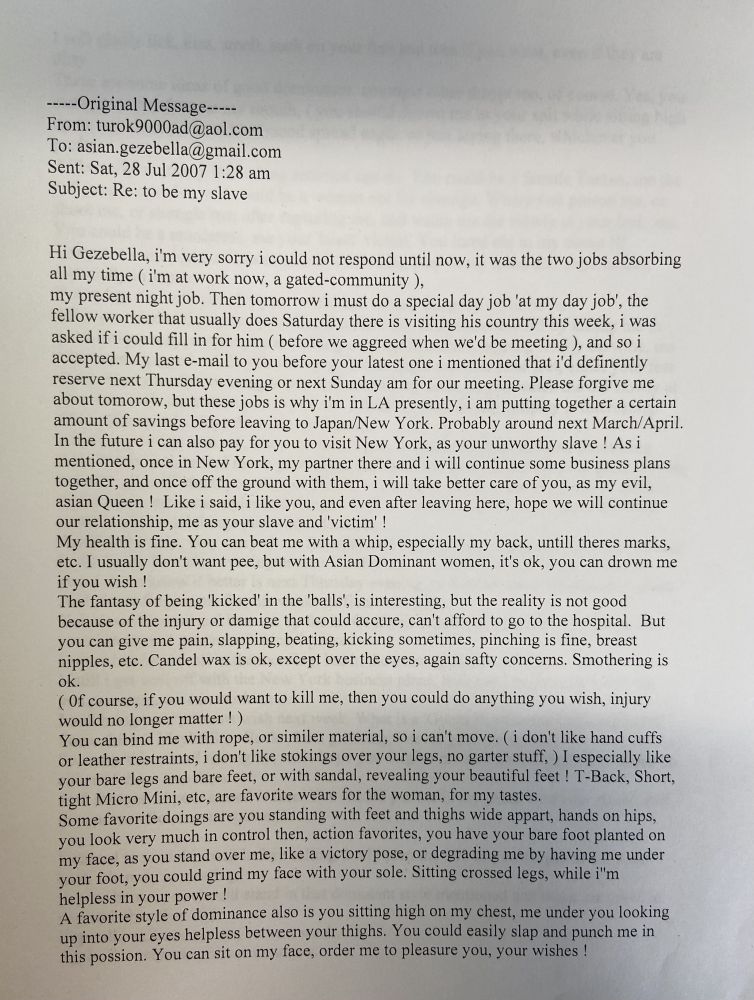 -----Original Message-----
From: turok9000ad@aol.com
To: asian.gezebella@gmail.com
Sent: Sat, 28 Jul 2007 1:28 am
Subject: Re: to be my slave
Hi Gezebella, i'm very sorry i could not respond until now, it was the two jobs absorbing
all my time ( i'm at work now, a gated-community ),
my present night job. Then tomorrow i must do a special day job 'at my day job', the
fellow worker that usually does Saturday there is visiting his country this week, i was
asked if i could fill in for him ( before we aggreed when we'd be meeting ), and so i
accepted. My last e-mail to you before your latest one i mentioned that i'd definently
reserve next Thursday evening or next Sunday am for our meeting. Please forgive me
about tomorow, but these jobs is why i'm in LA presently, i am putting together a certain
amount of savings before leaving to Japan/New York. Probably around next March/April.
In the future i can also pay for you to visit New York, as your unworthy slave ! As i
mentioned, once in New York, my partner there and i will continue some business plans
together, and once off the ground with them, i will take better care of you, as my evil,
asian Queen !  Like i said, i like you, and even after leaving here, hope we will continue
our relationship, me as your slave and 'victim' !
My health is fine. You can beat me with a whip, especially my back, untill theres marks,
etc. I usually don't want pee, but with Asian Dominant women, it's ok, you can drown me
if you wish !
The fantasy of being 'kicked' in the 'balls', is interesting, but the reality is not good
because of the injury or damige that could accure, can't afford to go to the hospital.  But
you can give me pain, slapping, beating, kicking sometimes, pinching is fine, breast
nipples, etc. Candel wax is ok, except over the eyes, again safty concerns. Smothering is
ok.
( 0f course, if you would want to kill me, then you could do anything you wish, injury
would no longer matter ! )
You can bind me with rope, or similer material, so i can't move. ( i don't like hand cuffs
or leather restraints, i don't like stokings over your legs, no garter stuff, ) I especially like
your bare legs and bare feet, or with sandal, revealing your beautiful feet ! T-Back, Short,
tight Micro Mini, etc, are favorite wears for the woman, for my tastes.
Some favorite doings are you standing with feet and thighs wide appart, hands on hips,
you look very much in control then, action favorites, you have your bare foot planted on
my face, as you stand over me, like a victory pose, or degrading me by having me under
your foot, you could grind my face with your sole. Sitting crossed legs, while i"m
helpless in your power !
A favorite style of dominance also is you sitting high on my chest, me under you looking
up into your eyes helpless between your thighs. You could easily slap and punch me in
this possion. You can sit on my face, order me to pleasure you, your wishes !